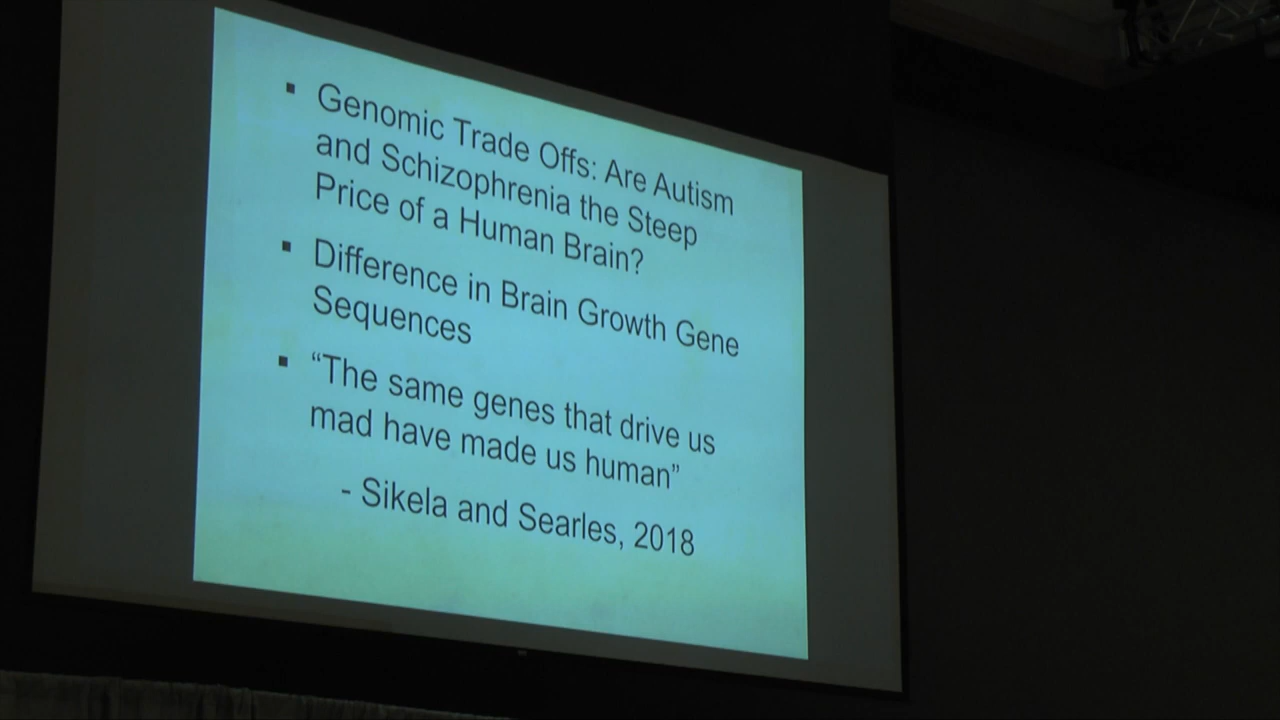 ▪ Genomic Trade Offs: Are Autism
and Schizophrenia the Steep
Price of a Human Brain?
▪ Difference in Brain Growth Gene
Sequences
▪ “The same genes that drive us
mad have made us human”
- Sikela and Searles, 2018